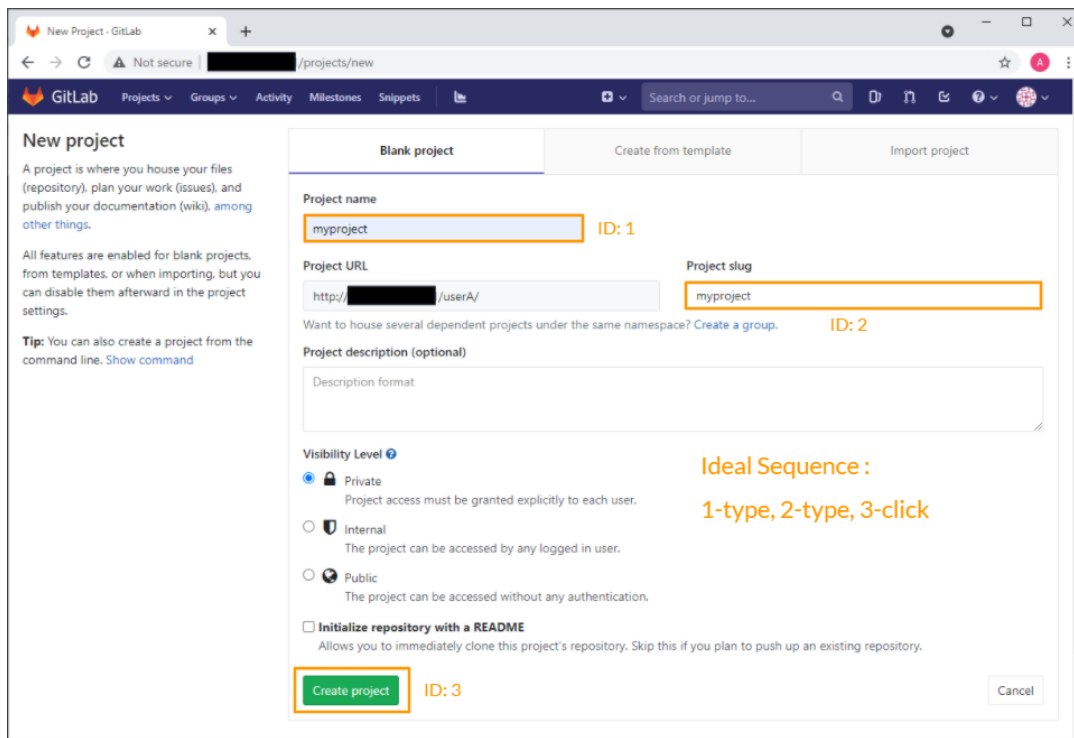 New Project · GitLab
Not secure | /projects/new
A
GitLab Projects Groups Activity Milestones Snippets Search or jump to...
New project
A project is where you house your files
(repository), plan your work (issues), and
publish your documentation (wiki), among
other things.
All features are enabled for blank projects,
from templates, or when importing, but you
can disable them afterward in the project
settings.
Tip: You can also create a project from the
command line. Show command
Blank project Create from template Import project
Project name
myproject ID: 1
Project URL Project slug
http:// /userA/ myproject
Want to house several dependent projects under the same namespace? Create a group. ID: 2
Project description (optional)
Description format
Visibility Level
Private
Project access must be granted explicitly to each user.
Internal
The project can be accessed by any logged in user.
Public
The project can be accessed without any authentication.
Ideal Sequence :
1-type, 2-type, 3-click
Initialize repository with a README
Allows you to immediately clone this project's repository. Skip this if you plan to push up an existing repository.
Create project ID: 3 Cancel